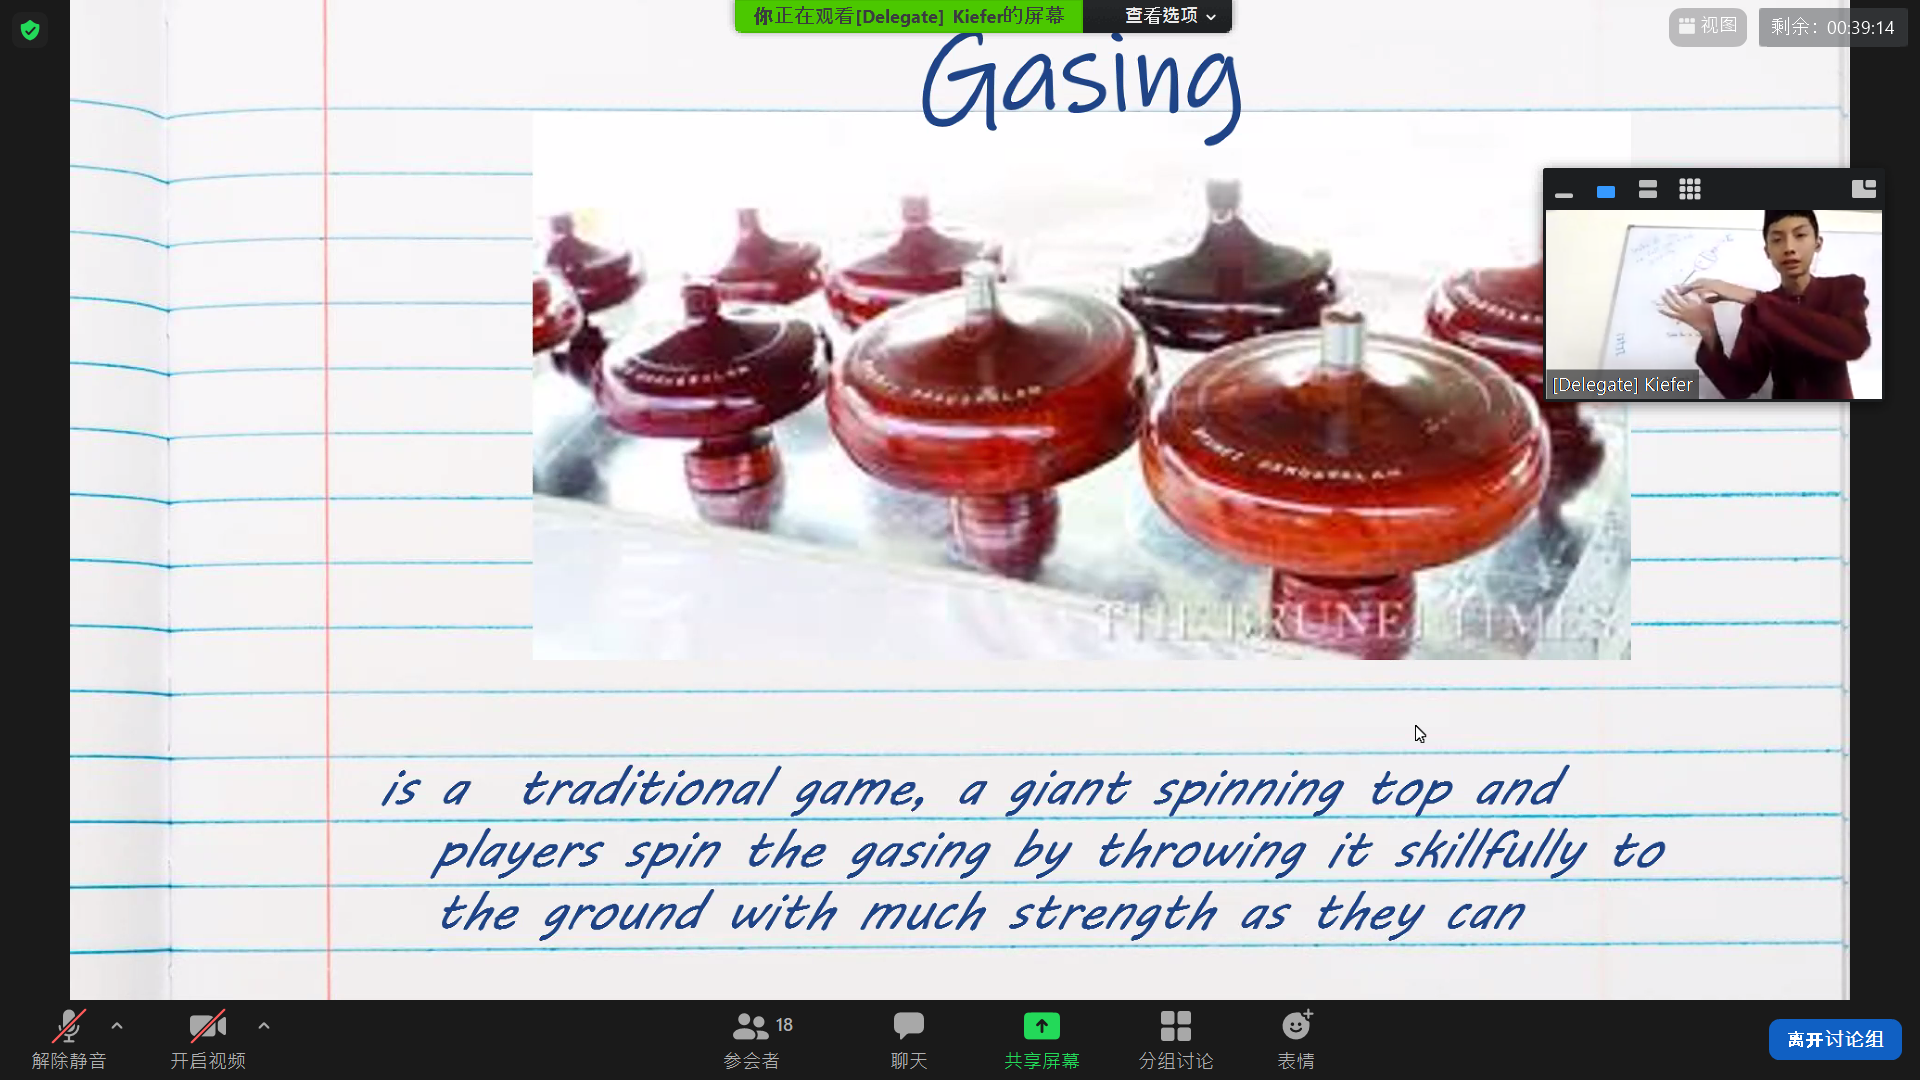 你正在观看[Delegate] Kiefer的屏幕
查看选项
视图
剩余：00:39:14
Gasing
[Delegate] Kiefer
THE BRUNEI TIMES
is a traditional game, a giant spinning top and
players spin the gasing by throwing it skillfully to
the ground with much strength as they can
解除静音
开启视频
18
参会者
聊天
共享屏幕
分组讨论
表情
离开讨论组